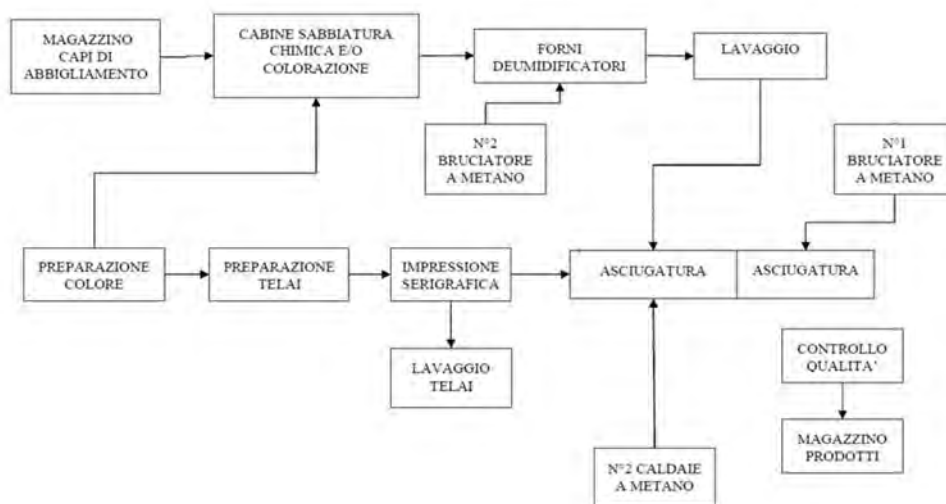 MAGAZZINO
CAPI DI
ABBIGLIAMENTO
CABINE SABBIATURA
CHIMICA E/O
COLORAZIONE
FORNI
DEUMIDIFICATORI
LAVAGGIO
N°2
BRUCIATORE
A METANO
N°1
BRUCIATORE
A METANO
PREPARAZIONE
COLORE
PREPARAZIONE
TELAI
IMPRESSIONE
SERIGRAFICA
ASCIUGATURA
ASCIUGATURA
LAVAGGIO
TELAI
CONTROLLO
QUALITA'
N°2 CALDAIE
A METANO
MAGAZZINO
PRODOTTI